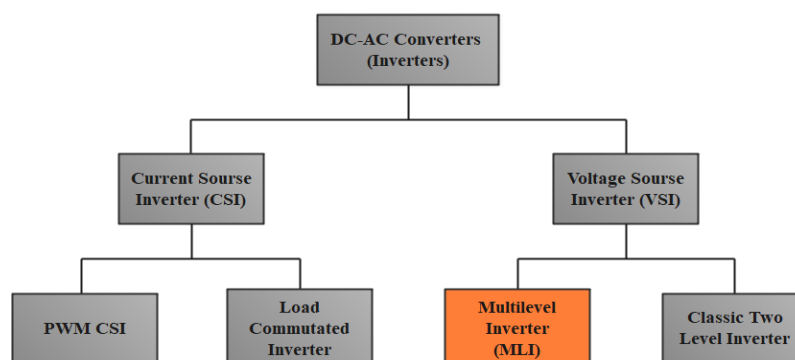 DC-AC Converters
(Inverters)
Current Sourse
Inverter (CSI)
Voltage Sourse
Inverter (VSI)
PWM CSI
Load
Commutated
Inverter
Multilevel
Inverter
(MLI)
Classic Two
Level Inverter